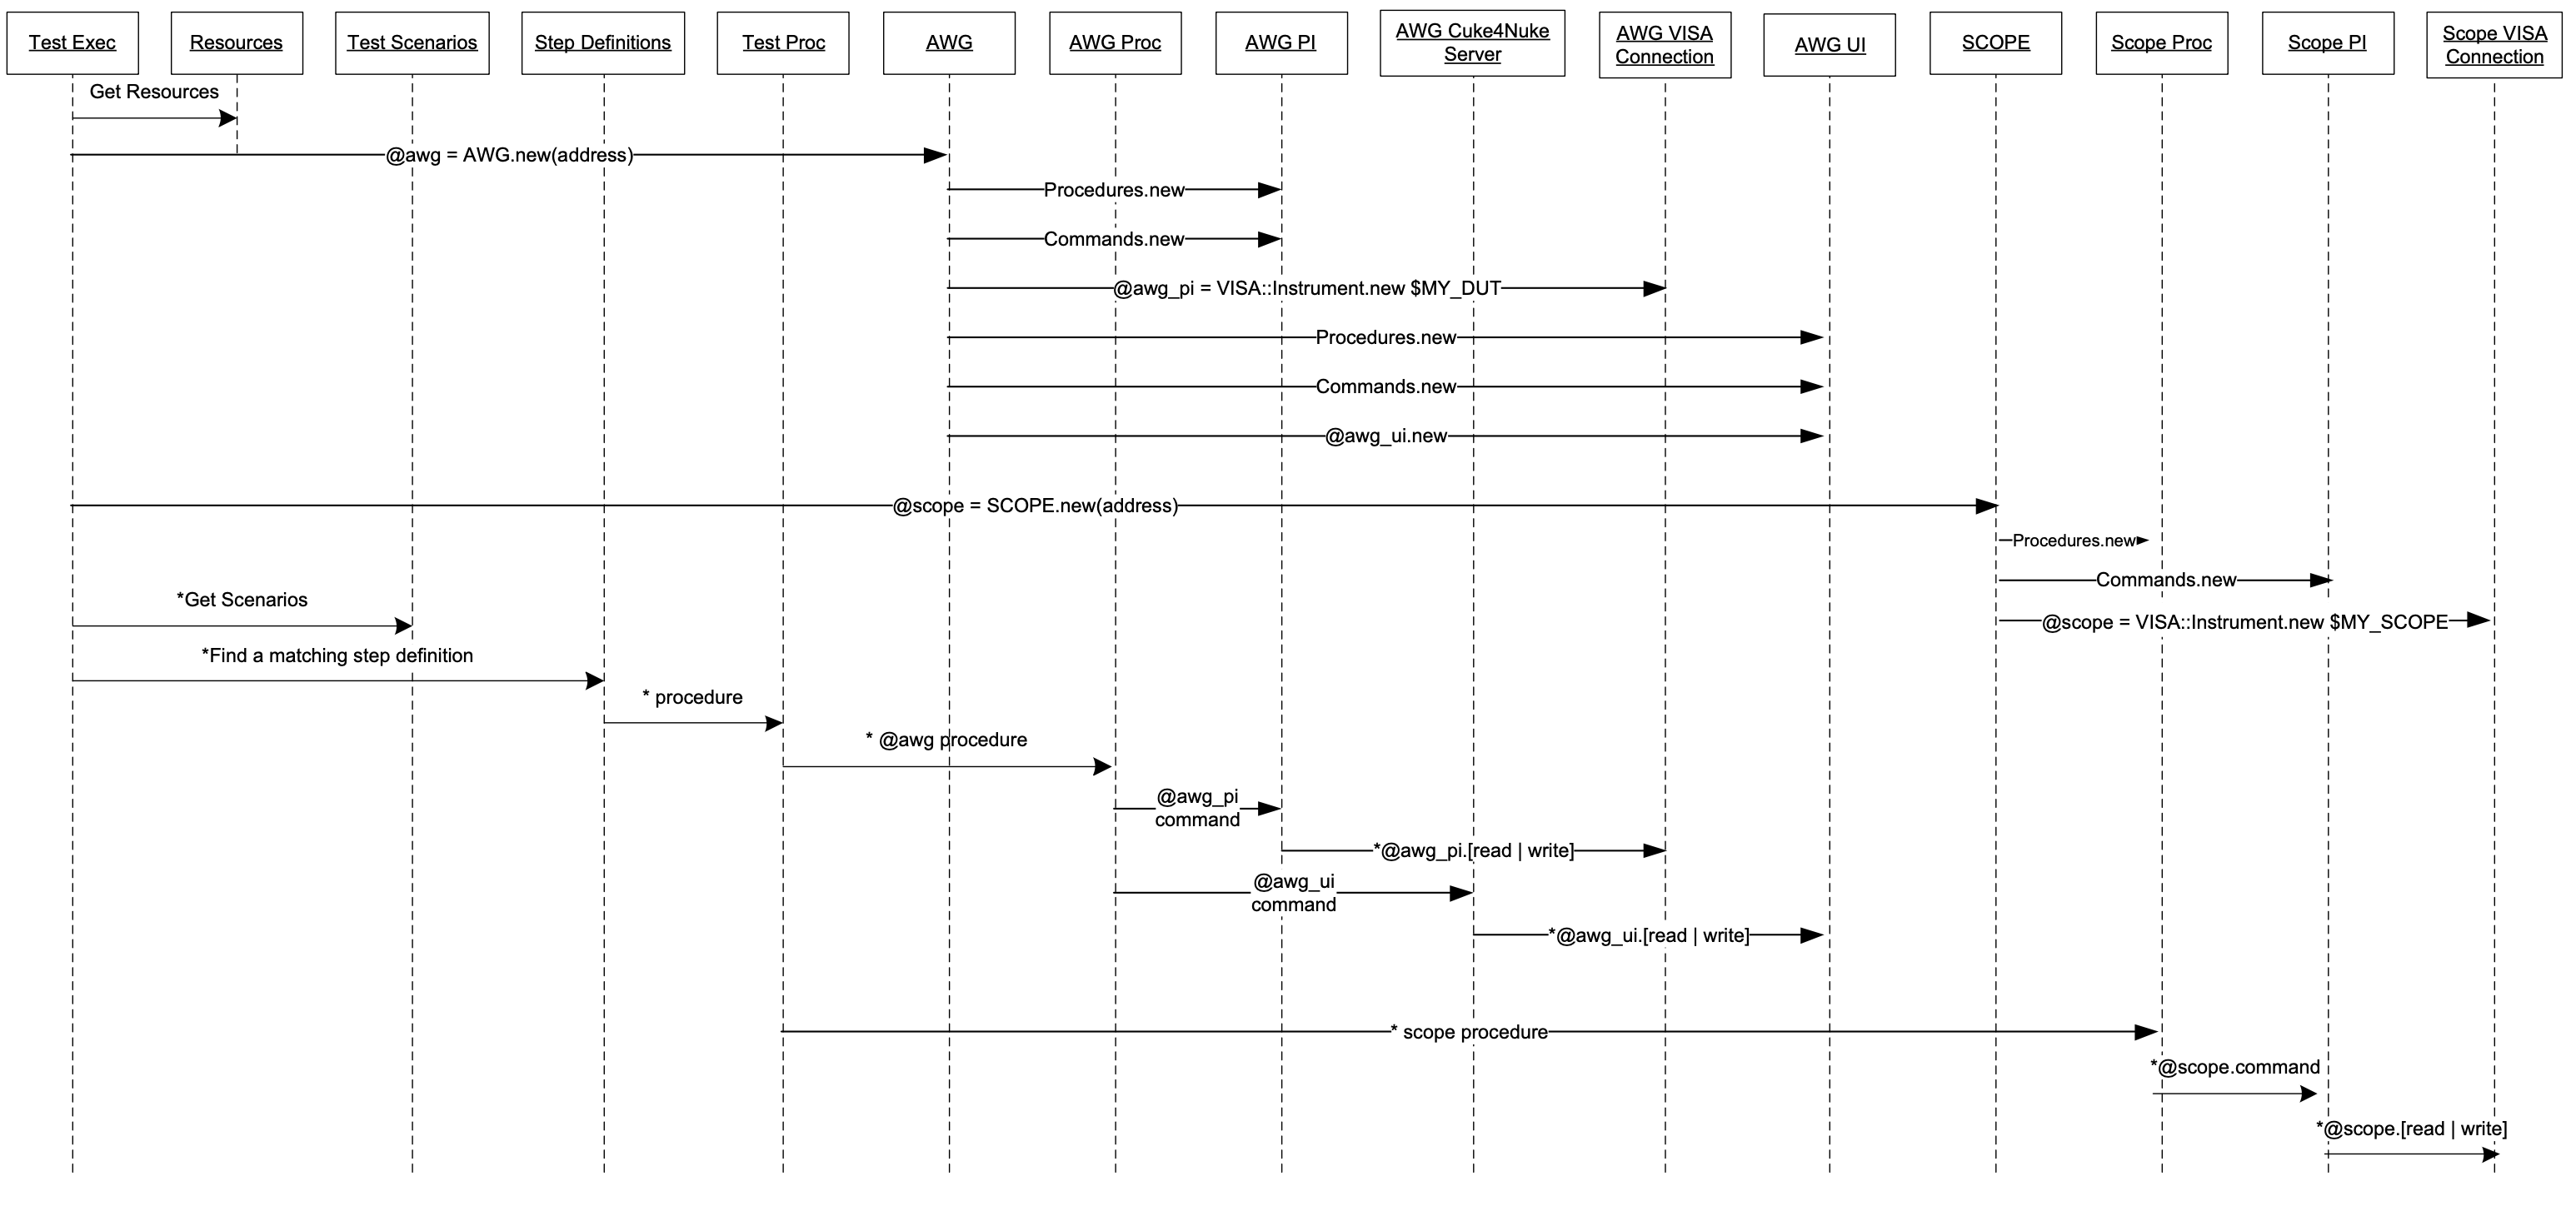 Test Exec
Resources
Test Scenarios
Step Definitions
Test Proc
AWG
AWG Proc
AWG PI
AWG Cuke4Nuke
Server
AWG VISA
Connection
AWG UI
SCOPE
Scope Proc
Scope PI
Scope VISA
Connection
Get Resources
@awg = AWG.new(address)
Procedures.new
Commands.new
@awg_pi = VISA::Instrument.new $MY_DUT
Procedures.new
Commands.new
@awg_ui.new
@scope = SCOPE.new(address)
Procedures.new
Commands.new
*Get Scenarios
@scope = VISA::Instrument.new $MY_SCOPE
*Find a matching step definition
* procedure
* @awg procedure
@awg_pi
command
*@awg_pi.[read | write]
@awg_ui
command
*@awg_ui.[read | write]
* scope procedure
*@scope.command
*@scope.[read | write]